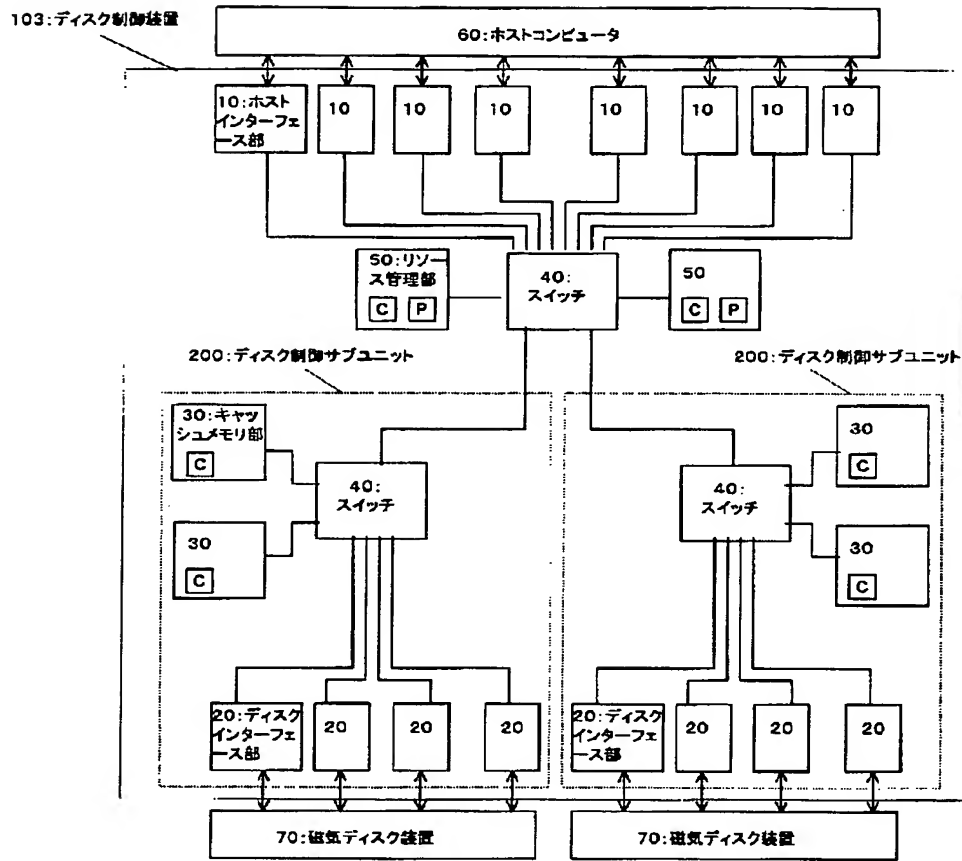 103:ディスク制御装置
60:ホストコンピュータ
10:ホスト
インターフェ
ース部
10
10
10
10
10
10
10
50:リソー
ス管理部
C P
40:
スイッチ
50
C P
200:ディスク制御サブユニット
200:ディスク制御サブユニット
30:キャッ
シュメモリ部
C
40:
スイッチ
30
C
30
C
40:
スイッチ
30
C
20:ディスク
インターフェ
ース部
20
20
20
20:ディスク
インターフェ
ース部
20
20
20
70:磁気ディスク装置
70:磁気ディスク装置